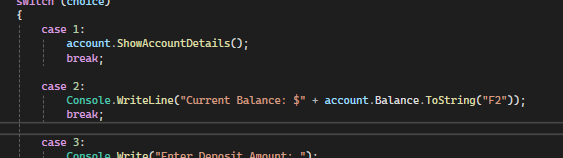 switch (choice)
{
case 1:
account.ShowAccountDetails();
break;
case 2:
Console.WriteLine("Current Balance: $" + account.Balance.ToString("F2"));
break;
case 3:
Console.Write("Enter Deposit Amount: ");